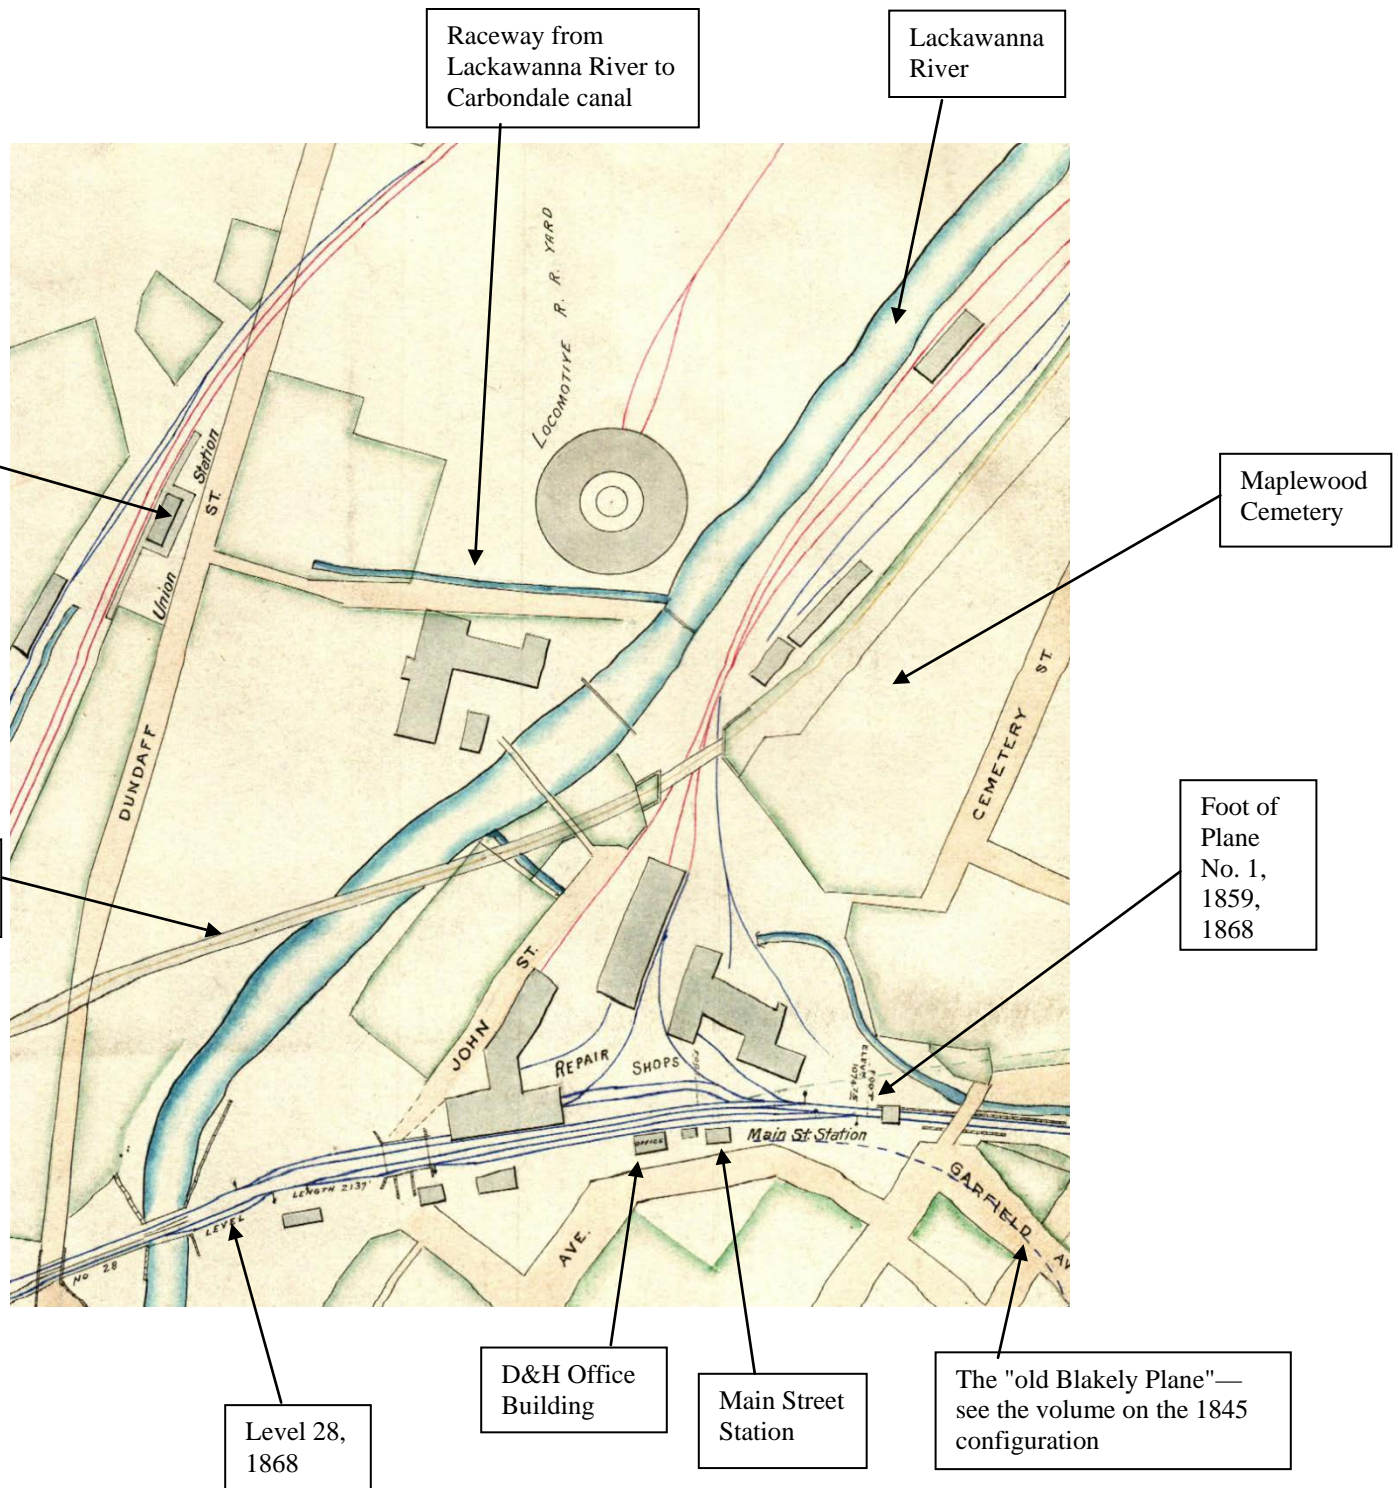 Raceway from
Lackawanna River to
Carbondale canal
Lackawanna
River
LOCOMOTIVE R. R. YARD
Station
Union
ST.
DUNDAFF
Maplewood
Cemetery
CEMETERY ST.
Foot of
Plane
No. 1,
1859,
1868
JOHN ST.
REPAIR SHOPS
FOOT
Main St. Station
OFFICE
GARFIELD AV
AVE.
LENGTH 2137'
LEVEL
No 28
D&H Office
Building
Main Street
Station
The "old Blakely Plane"—
see the volume on the 1845
configuration
Level 28,
1868